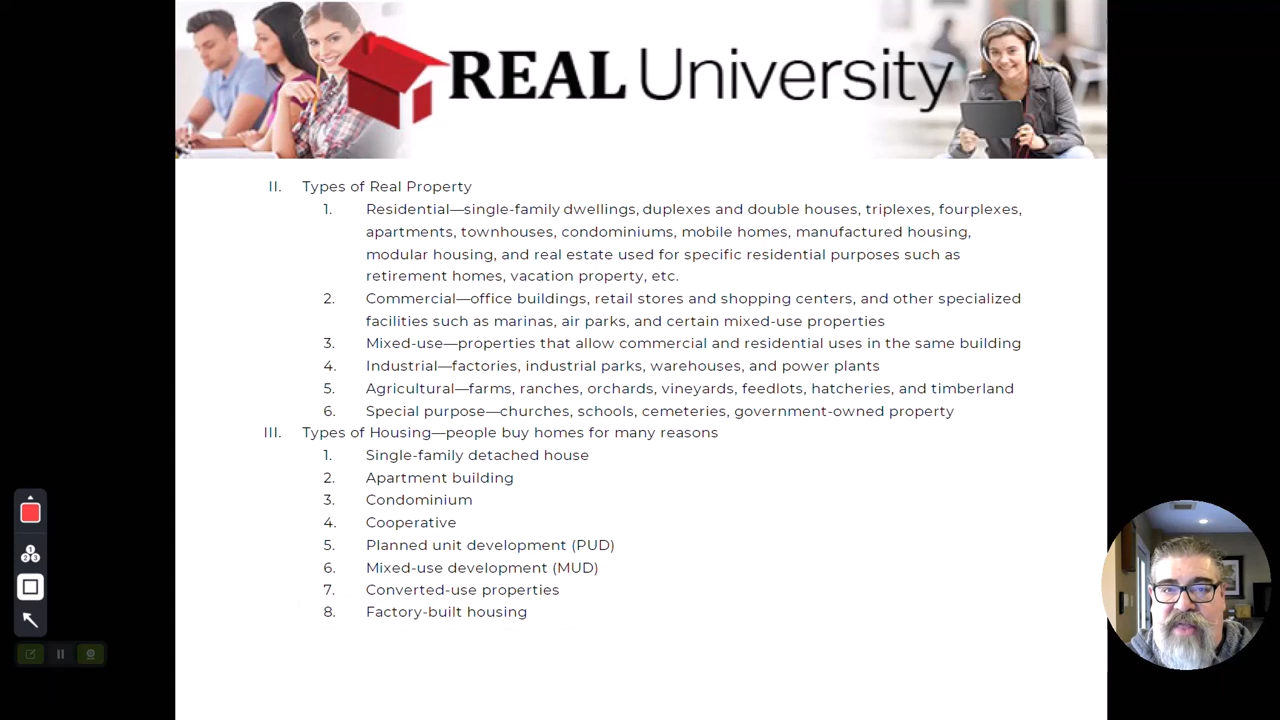 REAL University
II. Types of Real Property
1. Residential—single-family dwellings, duplexes and double houses, triplexes, fourplexes,
apartments, townhouses, condominiums, mobile homes, manufactured housing,
modular housing, and real estate used for specific residential purposes such as
retirement homes, vacation property, etc.
2. Commercial—office buildings, retail stores and shopping centers, and other specialized
facilities such as marinas, air parks, and certain mixed-use properties
3. Mixed-use—properties that allow commercial and residential uses in the same building
4. Industrial—factories, industrial parks, warehouses, and power plants
5. Agricultural—farms, ranches, orchards, vineyards, feedlots, hatcheries, and timberland
6. Special purpose—churches, schools, cemeteries, government-owned property
III. Types of Housing—people buy homes for many reasons
1. Single-family detached house
2. Apartment building
3. Condominium
4. Cooperative
5. Planned unit development (PUD)
6. Mixed-use development (MUD)
7. Converted-use properties
8. Factory-built housing